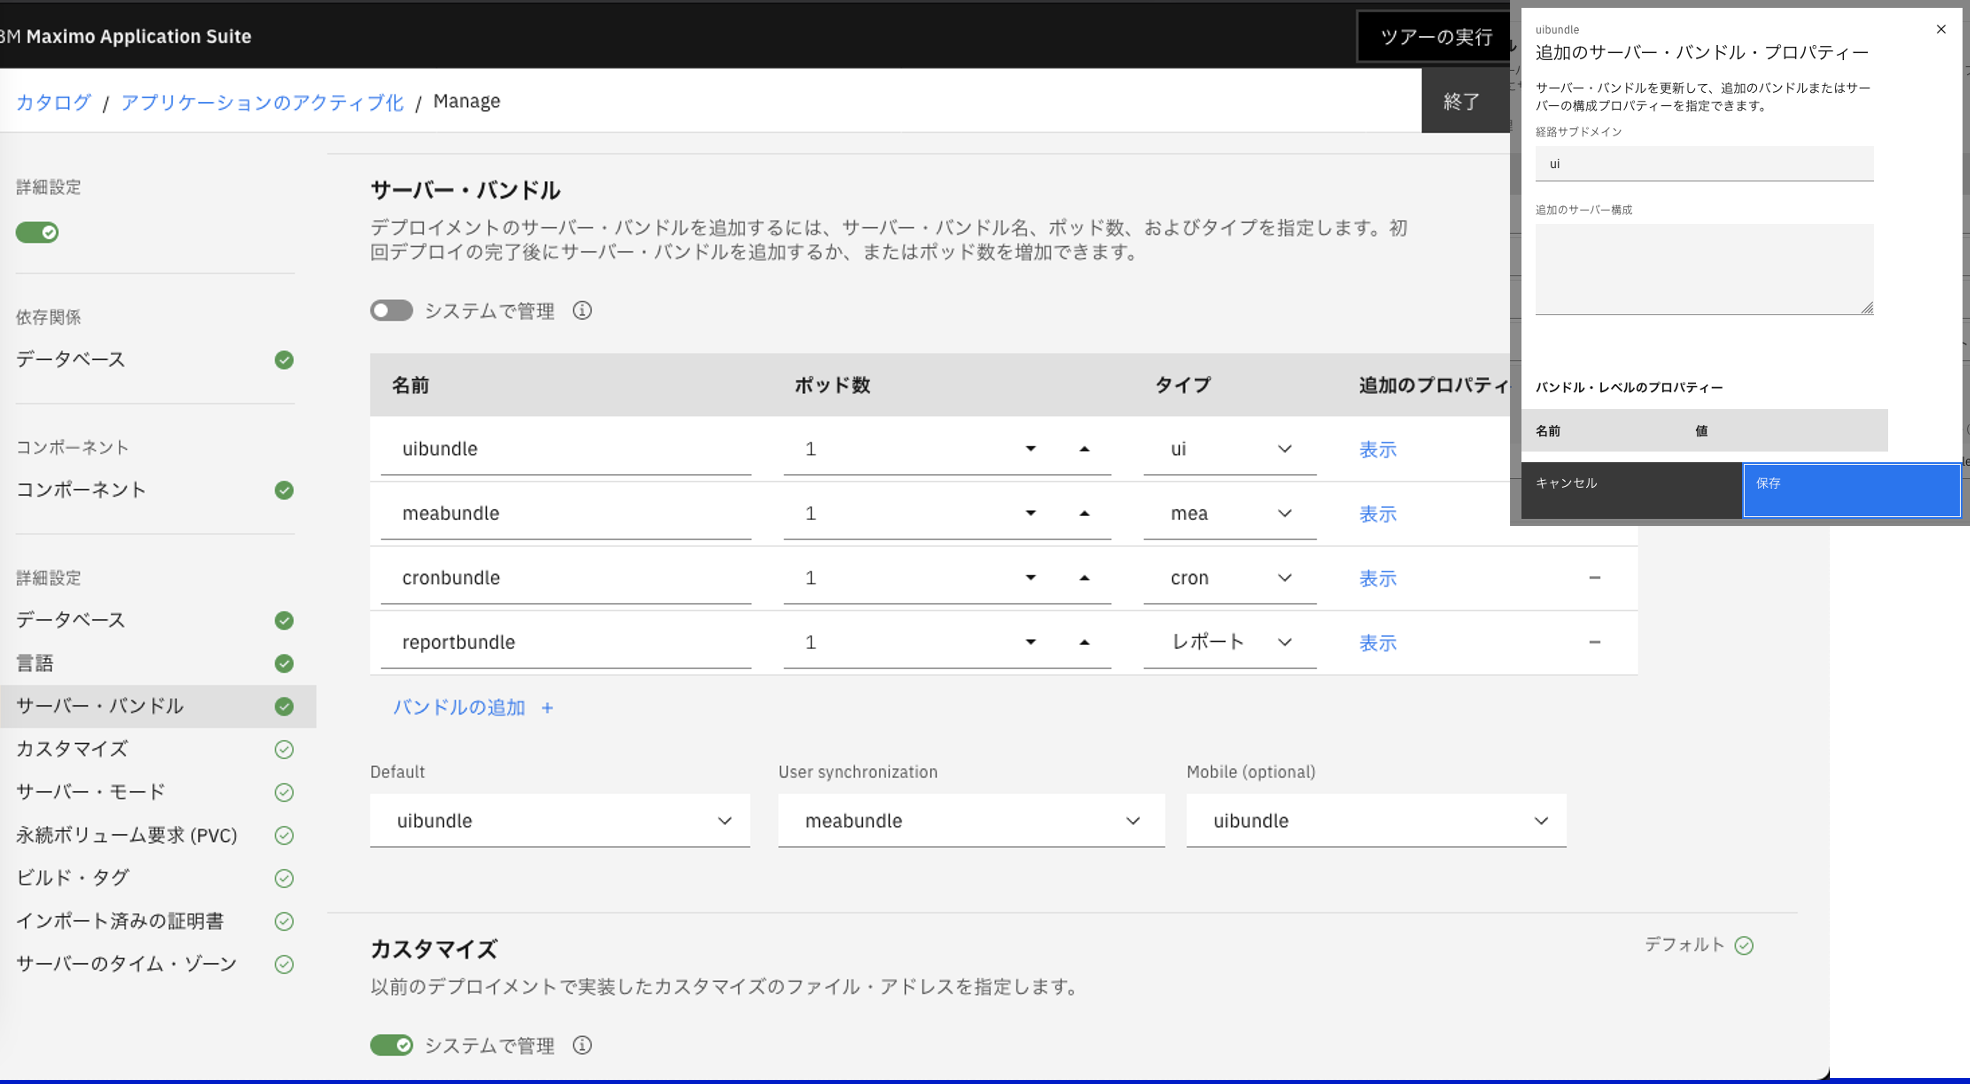 BM Maximo Application Suite
ツアーの実行
カタログ / アプリケーションのアクティブ化 / Manage
終了
詳細設定
依存関係
データベース
コンポーネント
コンポーネント
詳細設定
データベース
言語
サーバー・バンドル
カスタマイズ
サーバー・モード
永続ボリューム要求 (PVC)
ビルド・タグ
インポート済みの証明書
サーバーのタイム・ゾーン
サーバー・バンドル
デプロイメントのサーバー・バンドルを追加するには、サーバー・バンドル名、ポッド数、およびタイプを指定します。初
回デプロイの完了後にサーバー・バンドルを追加するか、またはポッド数を増加できます。
システムで管理
名前 ポッド数 タイプ 追加のプロパティ
uibundle 1 ui 表示
meabundle 1 mea 表示
cronbundle 1 cron 表示
reportbundle 1 レポート 表示
バンドルの追加 +
Default User synchronization Mobile (optional)
uibundle meabundle uibundle
カスタマイズ
デフォルト
以前のデプロイメントで実装したカスタマイズのファイル・アドレスを指定します。
システムで管理
uibundle
追加のサーバー・バンドル・プロパティー
サーバー・バンドルを更新して、追加のバンドルまたはサー
バーの構成プロパティーを指定できます。
経路サブドメイン
ui
追加のサーバー構成
バンドル・レベルのプロパティー
名前 値
キャンセル 保存